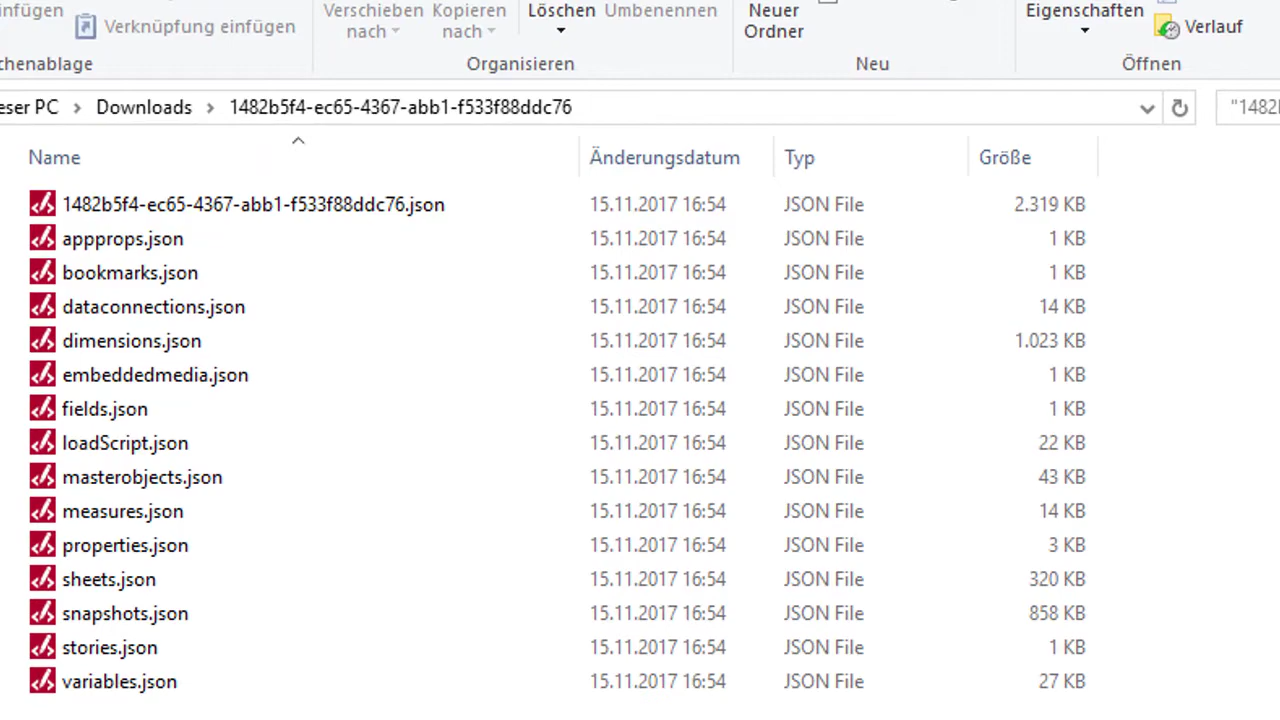 infügen Verschieben nach Kopieren nach Löschen Umbenennen Neuer Ordner Eigenschaften
Verknüpfung einfügen Verlauf
chenablage Organisieren Neu Öffnen
eser PC > Downloads > 1482b5f4-ec65-4367-abb1-f533f88ddc76 "1482
Name Änderungsdatum Typ Größe
1482b5f4-ec65-4367-abb1-f533f88ddc76.json 15.11.2017 16:54 JSON File 2.319 KB
appprops.json 15.11.2017 16:54 JSON File 1 KB
bookmarks.json 15.11.2017 16:54 JSON File 1 KB
dataconnections.json 15.11.2017 16:54 JSON File 14 KB
dimensions.json 15.11.2017 16:54 JSON File 1.023 KB
embeddedmedia.json 15.11.2017 16:54 JSON File 1 KB
fields.json 15.11.2017 16:54 JSON File 1 KB
loadScript.json 15.11.2017 16:54 JSON File 22 KB
masterobjects.json 15.11.2017 16:54 JSON File 43 KB
measures.json 15.11.2017 16:54 JSON File 14 KB
properties.json 15.11.2017 16:54 JSON File 3 KB
sheets.json 15.11.2017 16:54 JSON File 320 KB
snapshots.json 15.11.2017 16:54 JSON File 858 KB
stories.json 15.11.2017 16:54 JSON File 1 KB
variables.json 15.11.2017 16:54 JSON File 27 KB